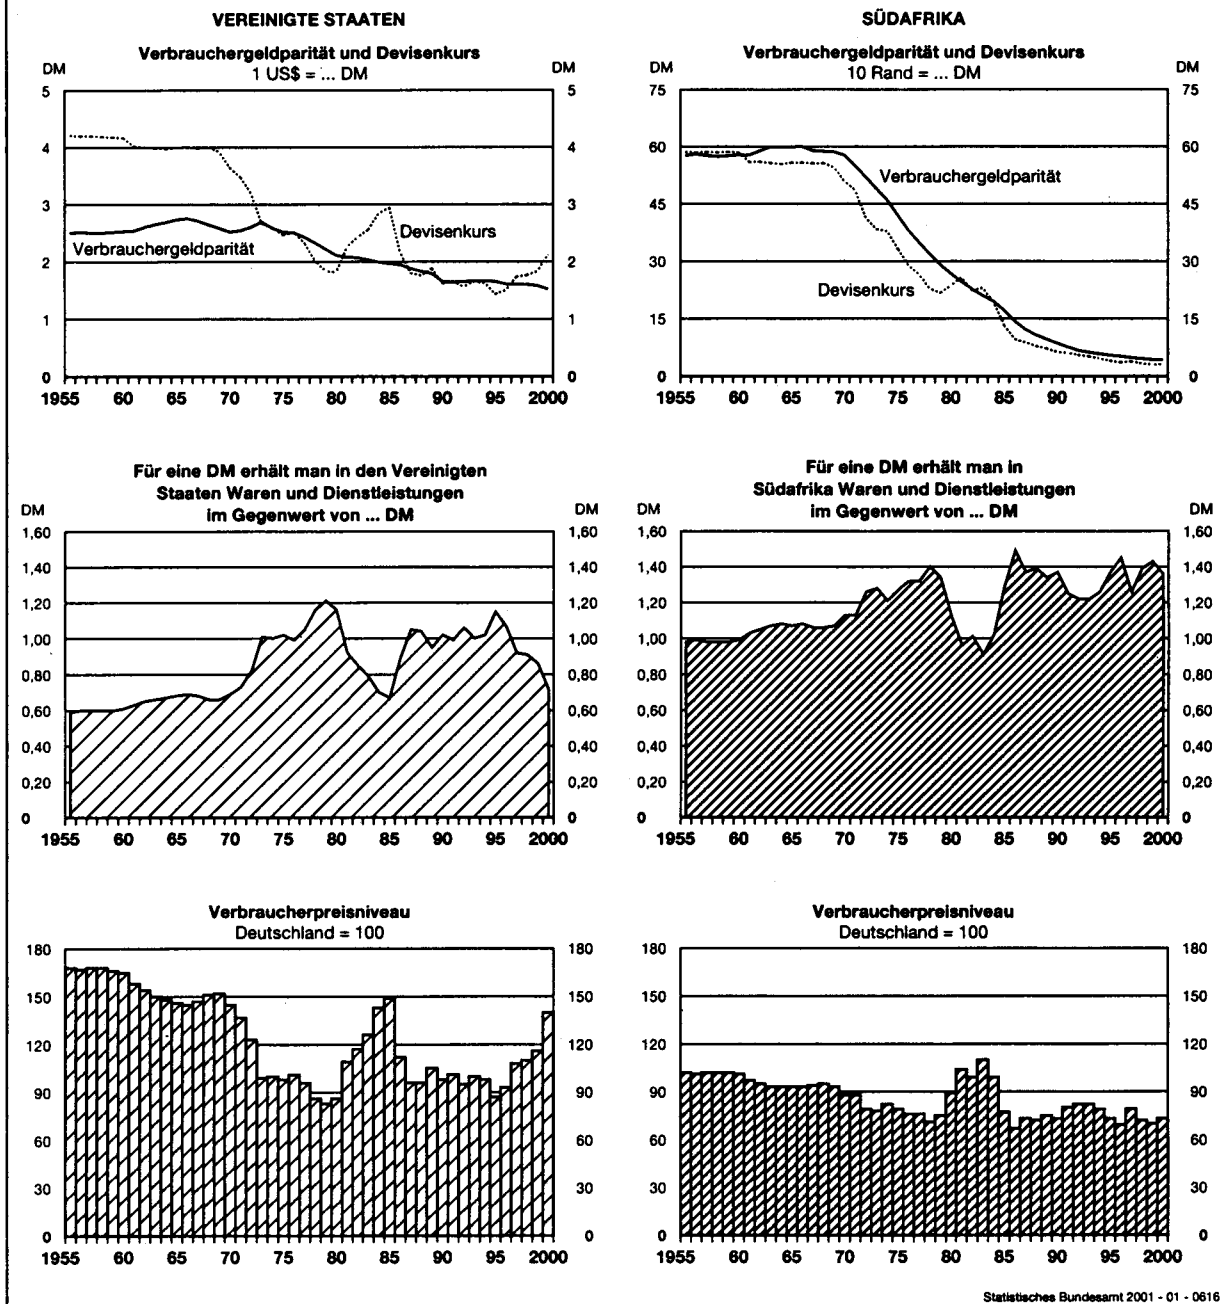 VEREINIGTE STAATEN
Verbrauchergeldparität und Devisenkurs
1 US$ = ... DM
DM DM
5 5
4 4
3 3
2 2
1 1
0 0
Devisenkurs
Verbrauchergeldparität
1955 60 65 70 75 80 85 90 95 2000
SÜDAFRIKA
Verbrauchergeldparität und Devisenkurs
10 Rand = ... DM
DM DM
75 75
60 60
45 45
30 30
15 15
0 0
Verbrauchergeldparität
Devisenkurs
1955 60 65 70 75 80 85 90 95 2000
Für eine DM erhält man in den Vereinigten
Staaten Waren und Dienstleistungen
im Gegenwert von ... DM
DM DM
1,60 1,60
1,40 1,40
1,20 1,20
1,00 1,00
0,80 0,80
0,60 0,60
0,40 0,40
0,20 0,20
0 0
1955 60 65 70 75 80 85 90 95 2000
Für eine DM erhält man in
Südafrika Waren und Dienstleistungen
im Gegenwert von ... DM
DM DM
1,60 1,60
1,40 1,40
1,20 1,20
1,00 1,00
0,80 0,80
0,60 0,60
0,40 0,40
0,20 0,20
0 0
1955 60 65 70 75 80 85 90 95 2000
Verbraucherpreisniveau
Deutschland = 100
180 180
150 150
120 120
90 90
60 60
30 30
0 0
1955 60 65 70 75 80 85 90 95 2000
Verbraucherpreisniveau
Deutschland = 100
180 180
150 150
120 120
90 90
60 60
30 30
0 0
1955 60 65 70 75 80 85 90 95 2000
Statistisches Bundesamt 2001 - 01 - 0616